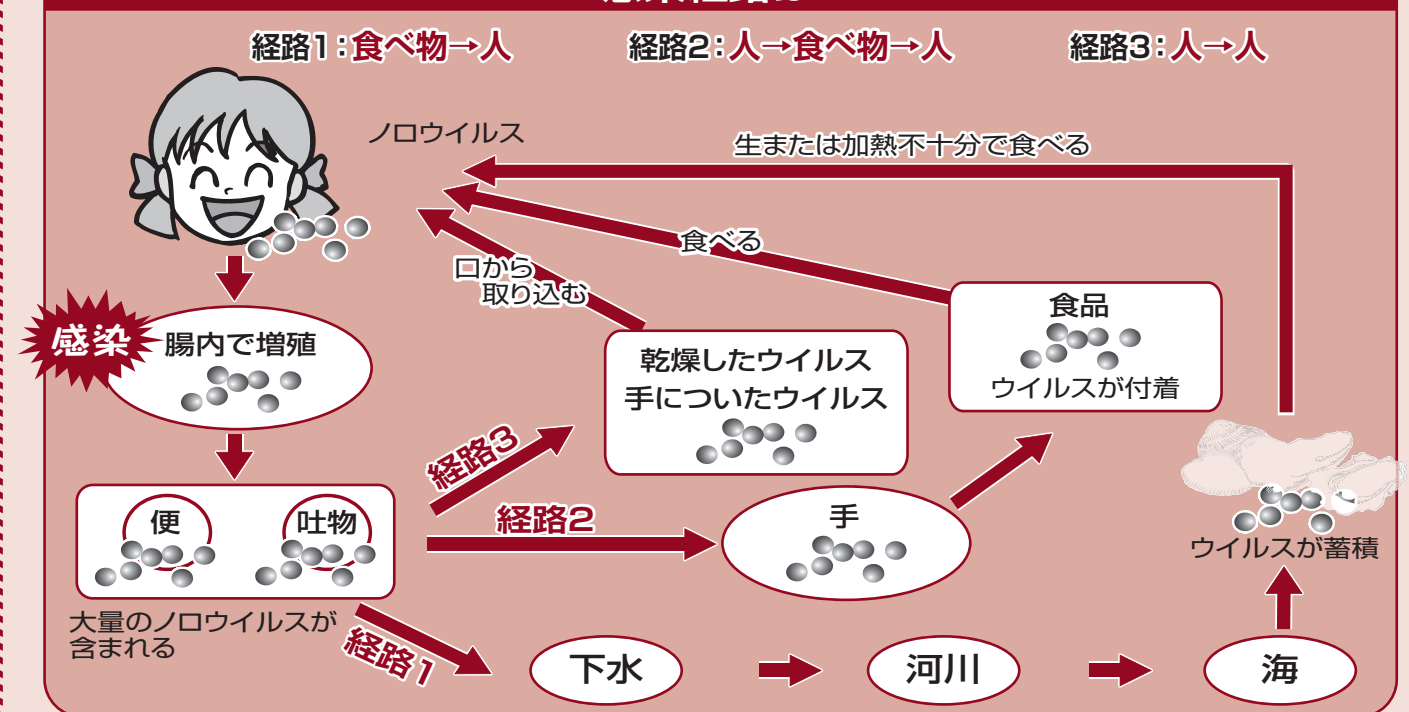 経路1：食べ物→人
経路2：人→食べ物→人
経路3：人→人
ノロウイルス
生または加熱不十分で食べる
食べる
口から
取り込む
食品
ウイルスが付着
感染
腸内で増殖
乾燥したウイルス
手についたウイルス
経路3
経路2
手
便
吐物
ウイルスが蓄積
大量のノロウイルスが
含まれる
経路1
下水
河川
海